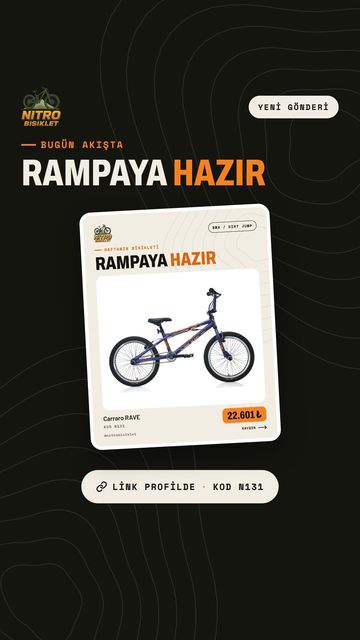 NITRO
BISIKLET
YENİ GÖNDERİ
BUGÜN AKIŞTA
RAMPAYA HAZIR
BMX / DIRT JUMP
HAFTANIN BİSİKLETİ
RAMPAYA HAZIR
Carraro RAVE
KOD N131
@nitrobisiklet
22.601 ₺
KAYDIR
LİNK PROFİLDE · KOD N131